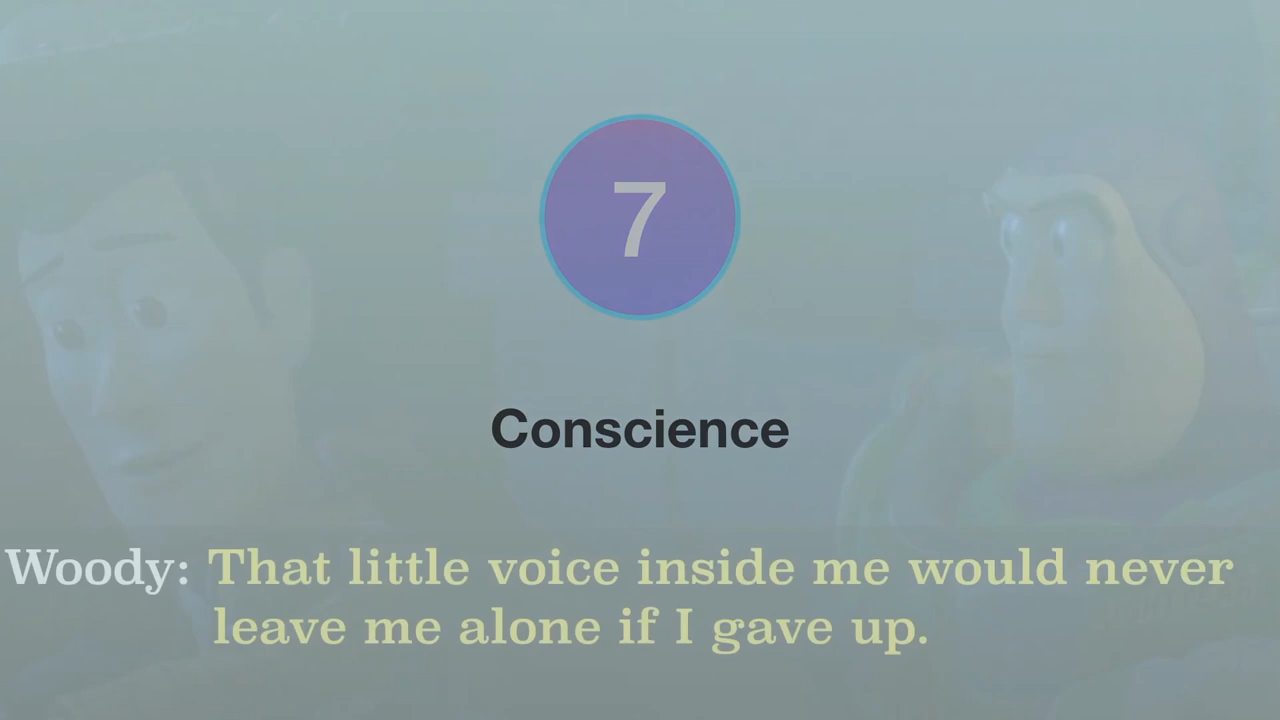 7
Conscience
Woody: That little voice inside me would never
leave me alone if I gave up.